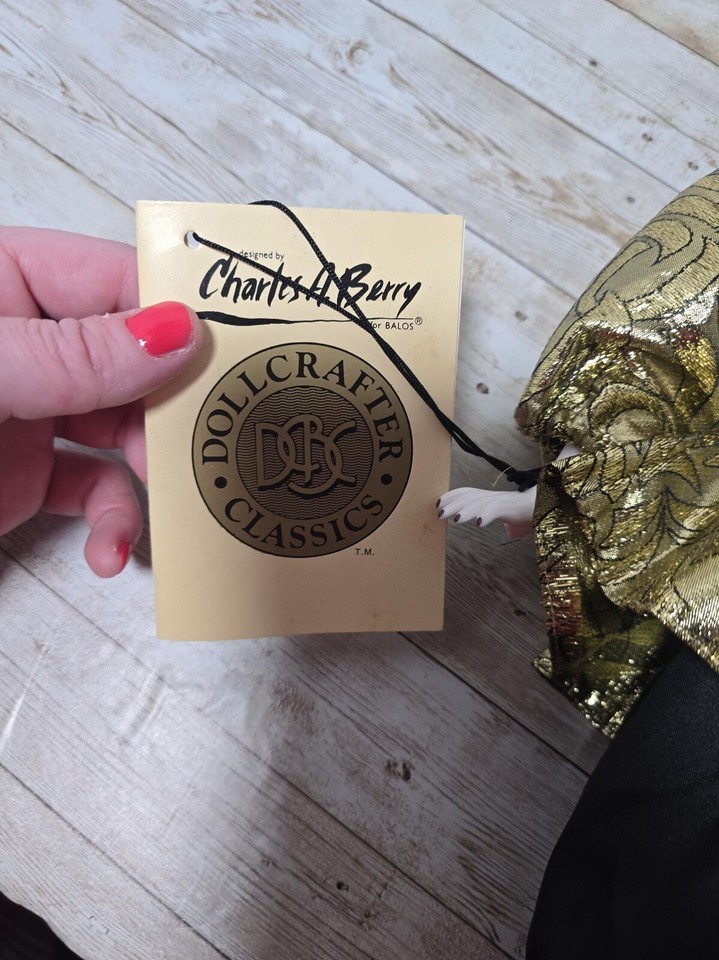 designed by
Charles A. Berry
for BALOS®
DOLLCRAFTER
DBC
• CLASSICS •
T.M.